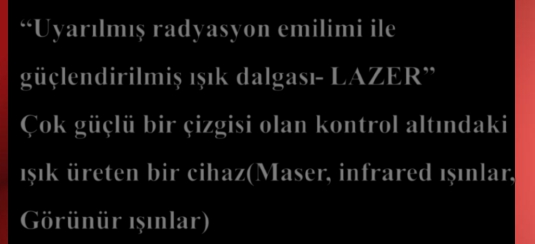 “Uyarılmış radyasyon emilimi ile
güçlendirilmiş ışık dalgası- LAZER”
Çok güçlü bir çizgisi olan kontrol altındaki
ışık üreten bir cihaz(Maser, infrared ışınlar,
Görünür ışınlar)